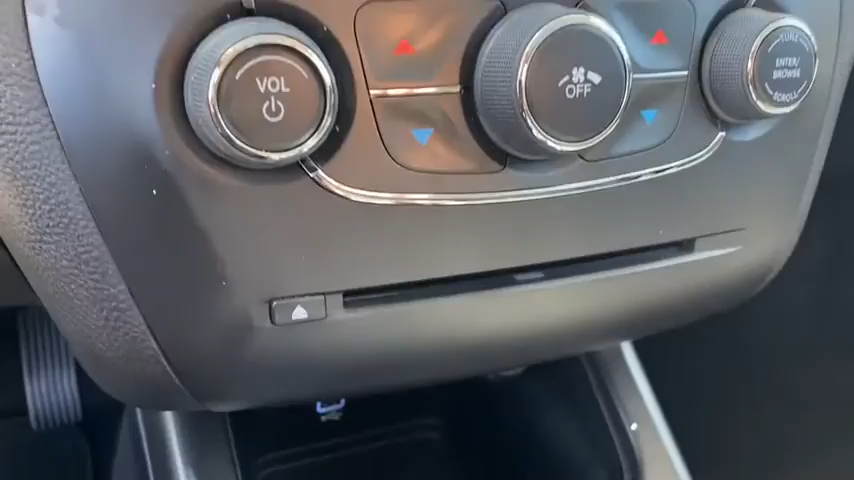 VOL
OFF
TUNE
ENTER/
BROWSE
SCROLL